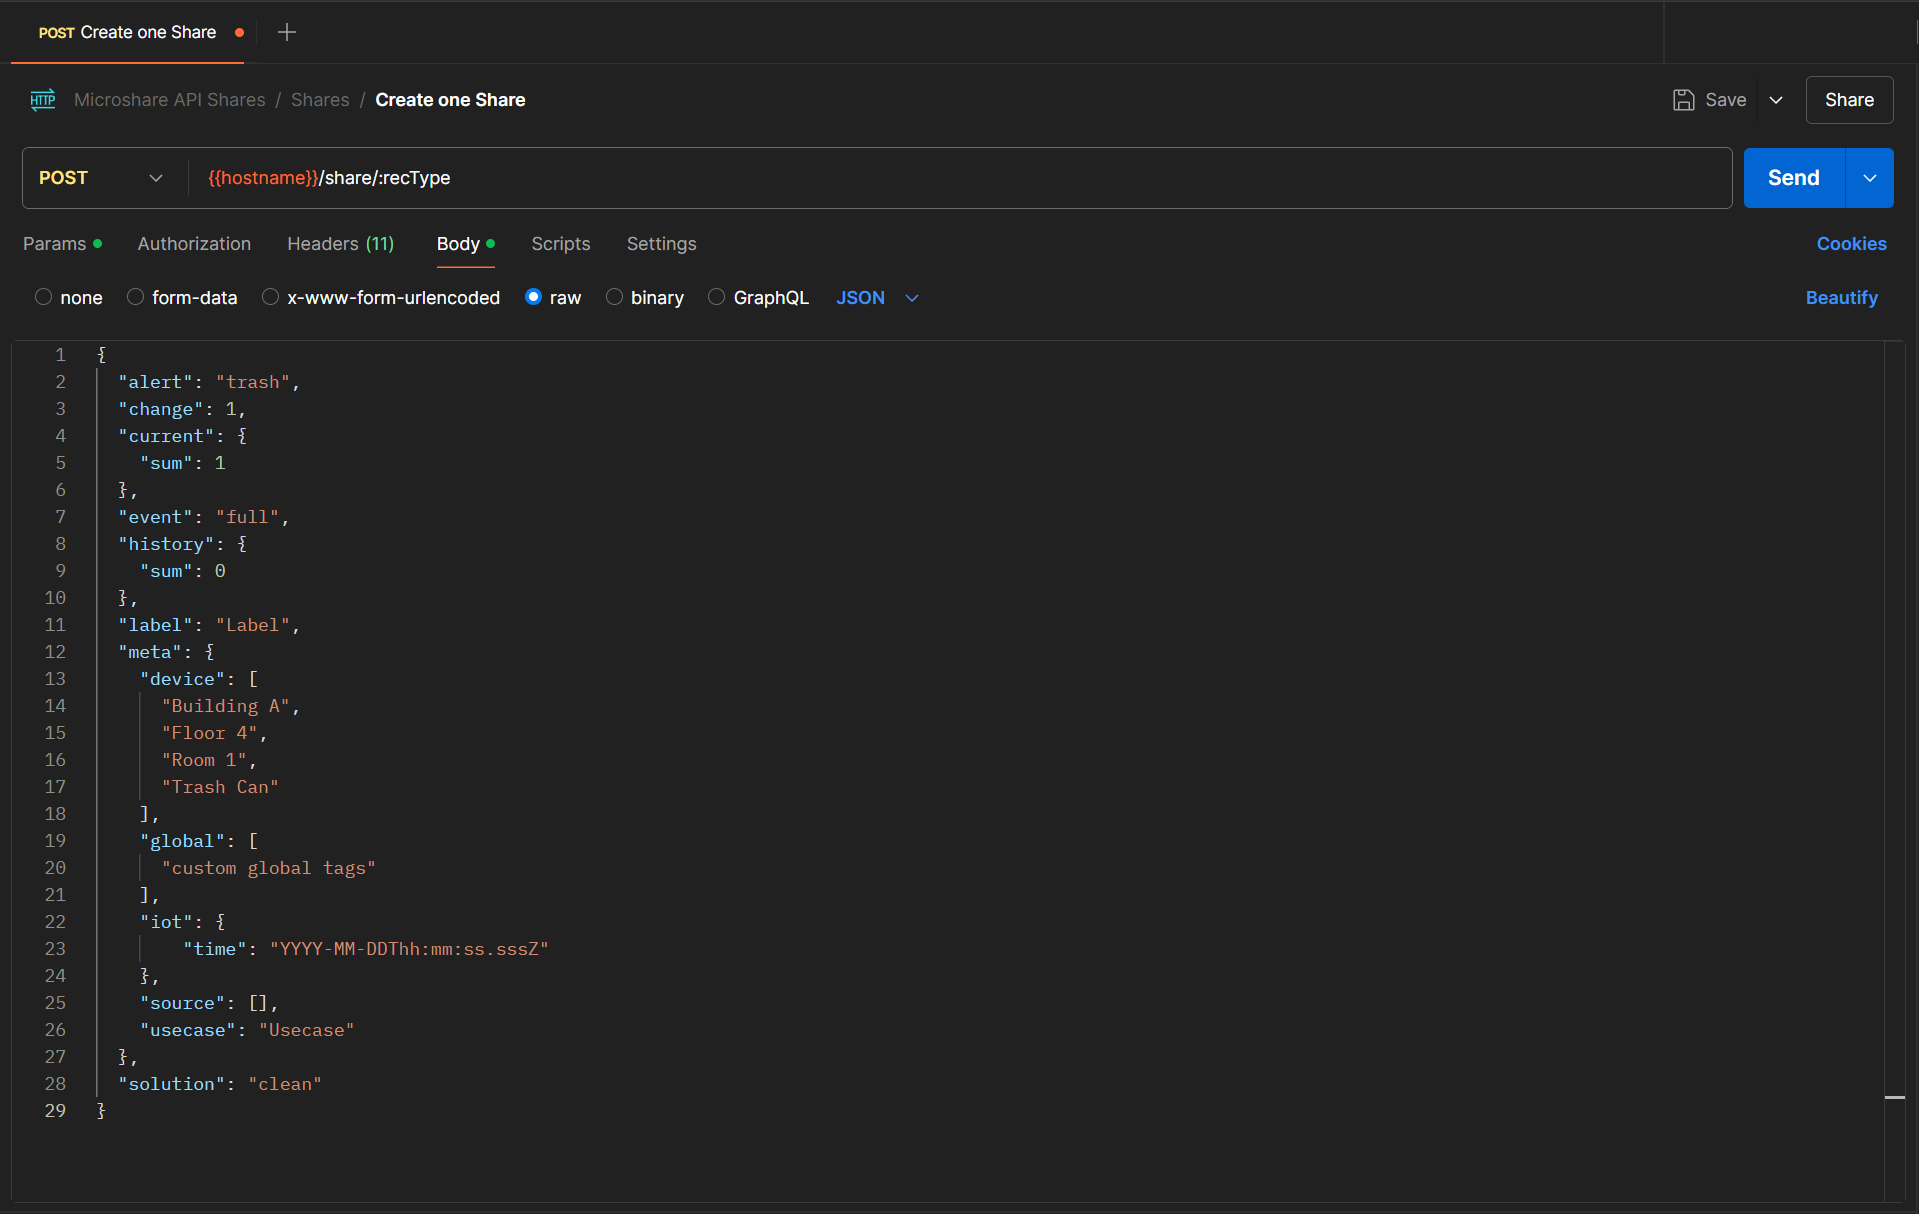 POST Create one Share
HTTP Microshare API Shares / Shares / Create one Share
Save
Share
POST
{{hostname}}/share/:recType
Send
Params Authorization Headers (11) Body Scripts Settings Cookies
none form-data x-www-form-urlencoded raw binary GraphQL JSON Beautify
1 {
2 "alert": "trash",
3 "change": 1,
4 "current": {
5 "sum": 1
6 },
7 "event": "full",
8 "history": {
9 "sum": 0
10 },
11 "label": "Label",
12 "meta": {
13 "device": [
14 "Building A",
15 "Floor 4",
16 "Room 1",
17 "Trash Can"
18 ],
19 "global": [
20 "custom global tags"
21 ],
22 "iot": {
23 "time": "YYYY-MM-DDThh:mm:ss.sssZ"
24 },
25 "source": [],
26 "usecase": "Usecase"
27 },
28 "solution": "clean"
29 }